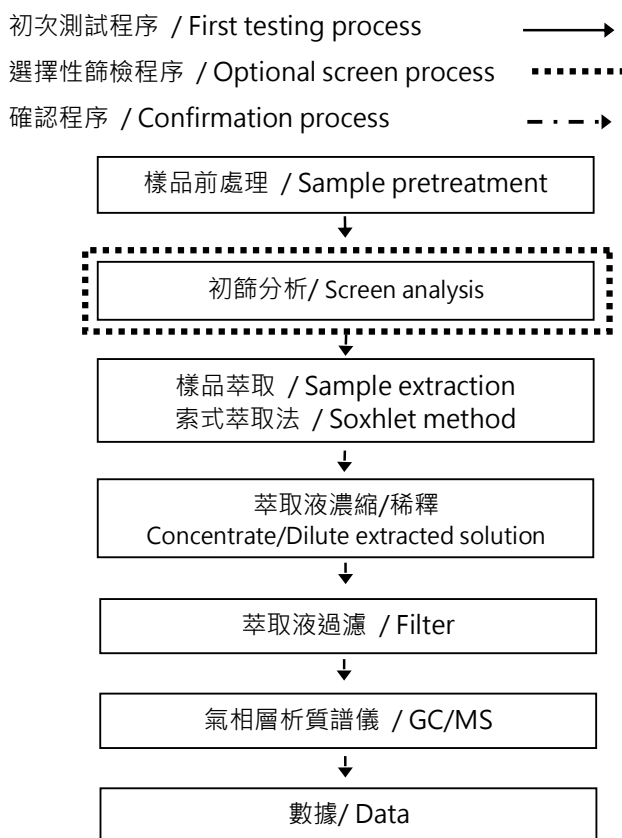 初次測試程序 / First testing process
選擇性篩檢程序 / Optional screen process
確認程序 / Confirmation process
樣品前處理 / Sample pretreatment
初篩分析/ Screen analysis
樣品萃取 / Sample extraction
索式萃取法 / Soxhlet method
萃取液濃縮/稀釋
Concentrate/Dilute extracted solution
萃取液過濾 / Filter
氣相層析質譜儀 / GC/MS
數據/ Data